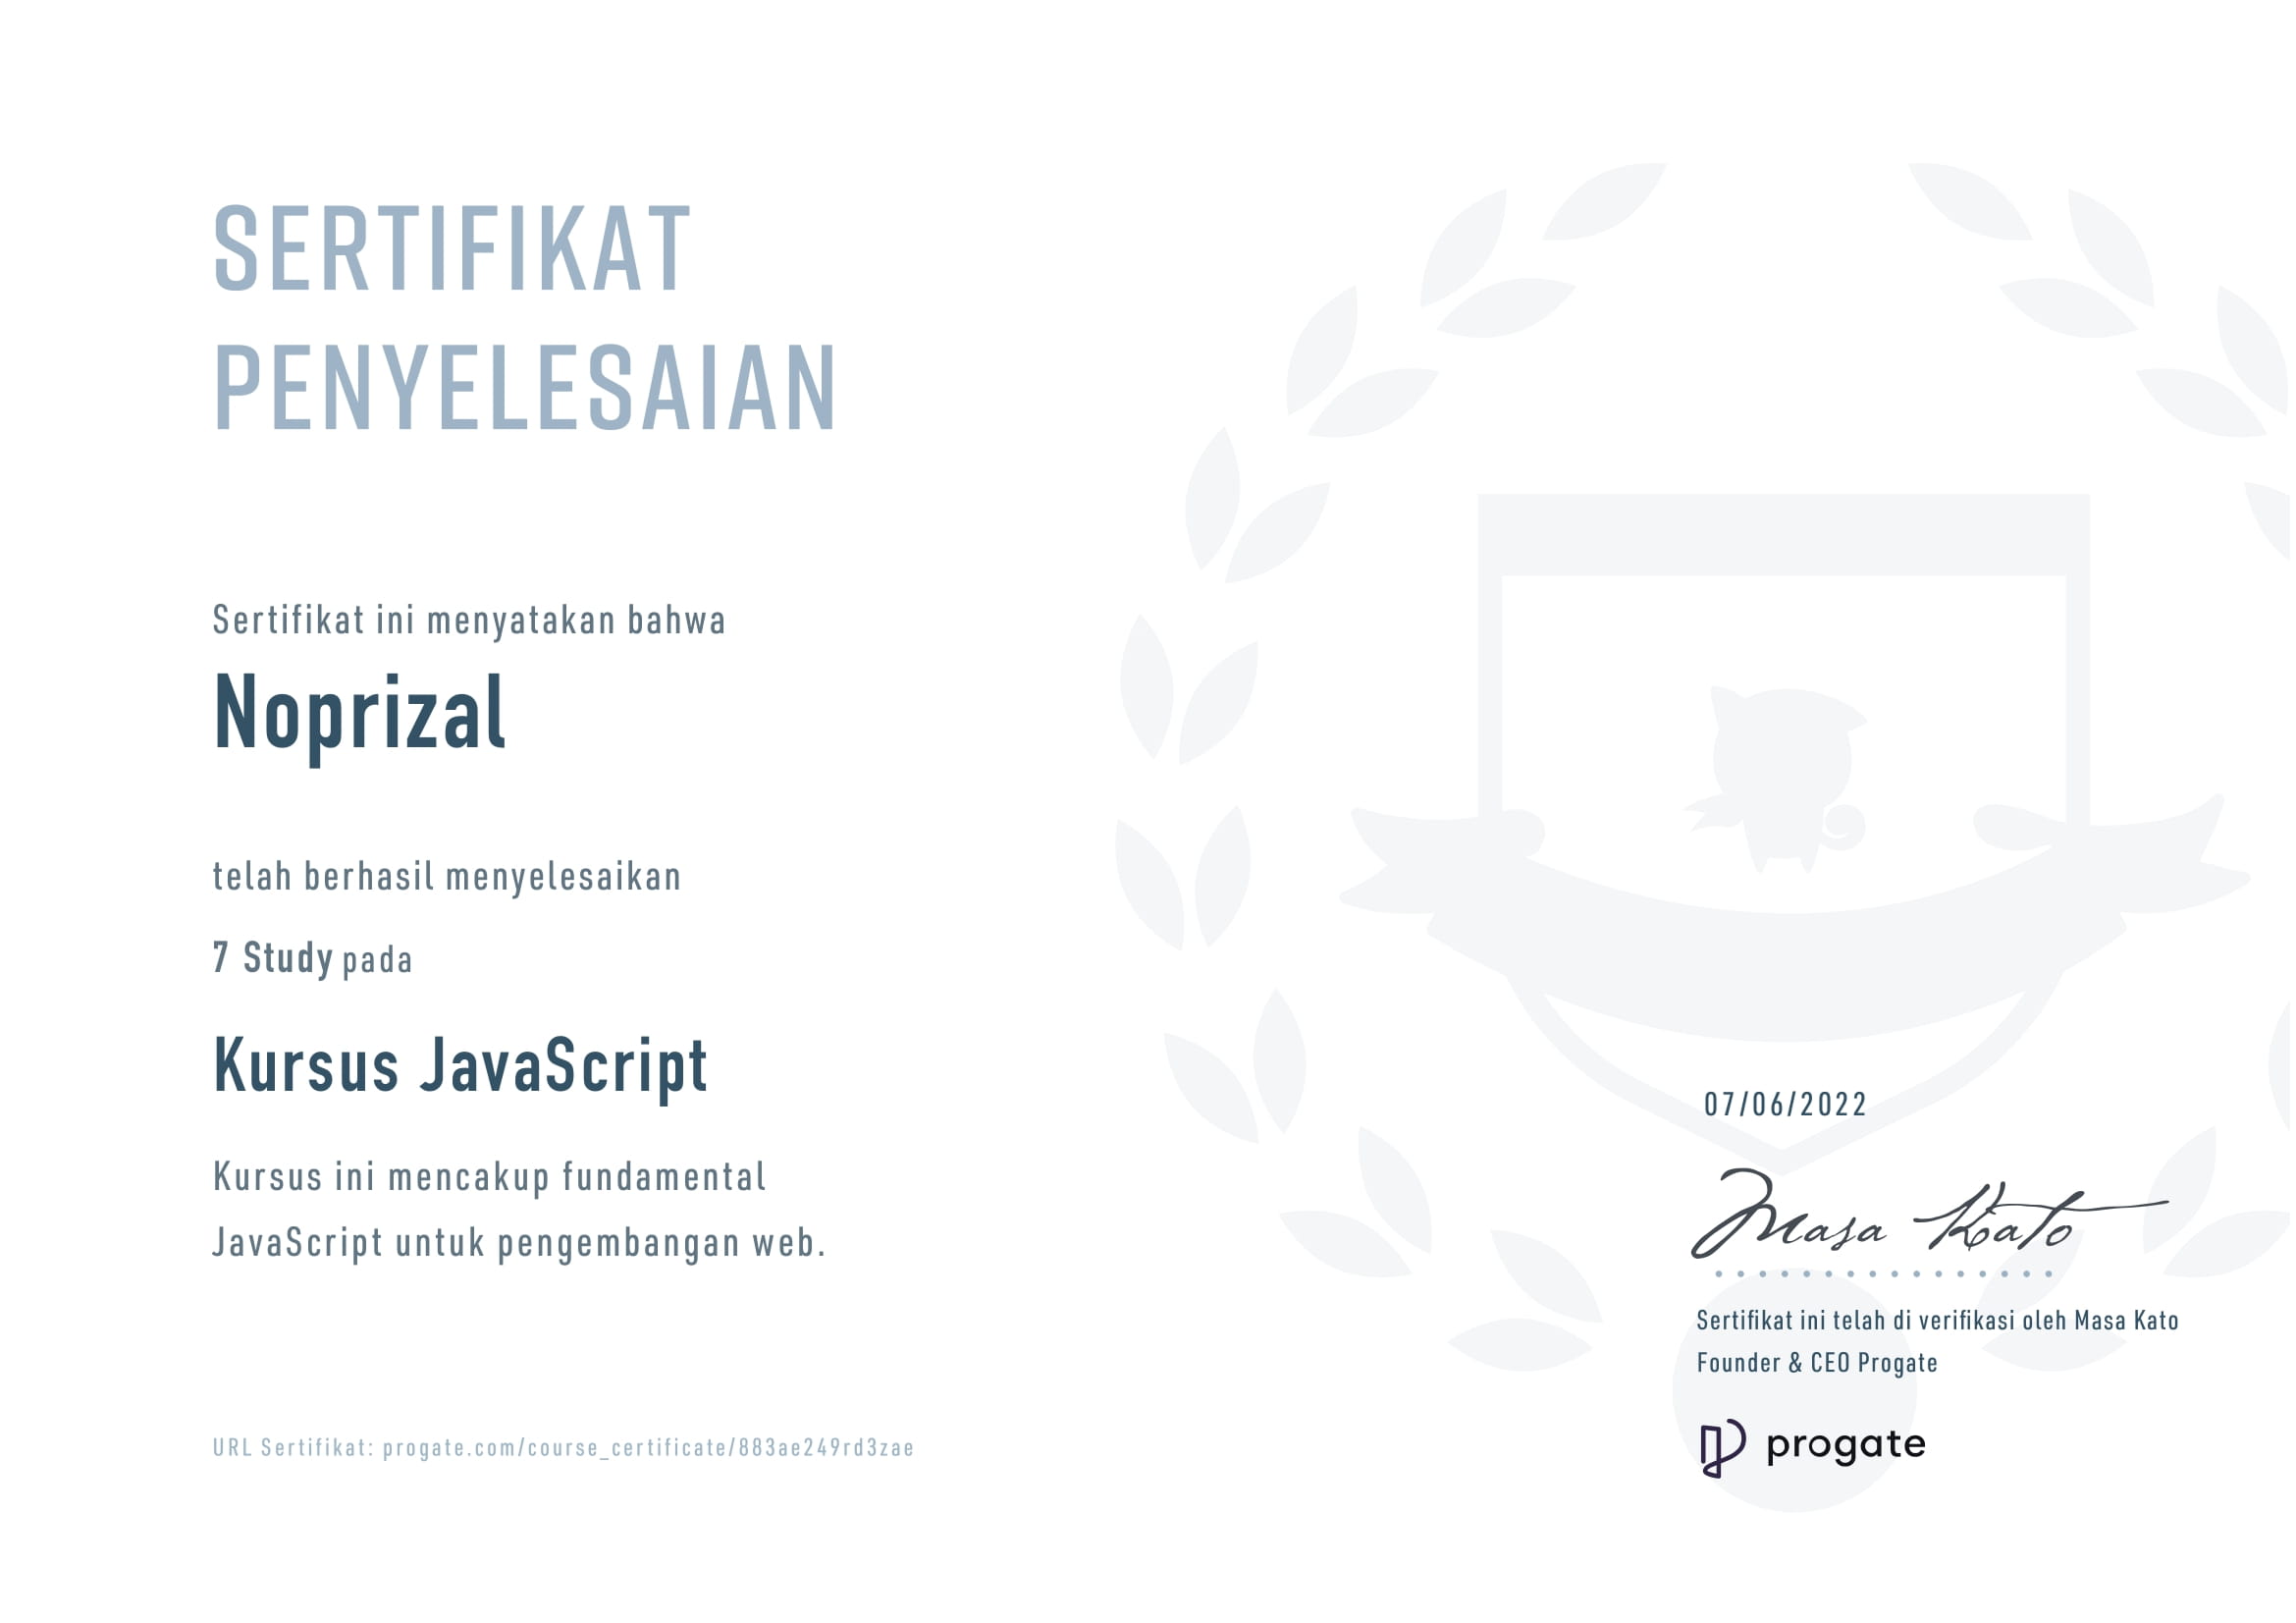 SERTIFIKAT
PENYELESAIAN
Sertifikat ini menyatakan bahwa
Noprizal
telah berhasil menyelesaikan
7 Study pada
Kursus JavaScript
Kursus ini mencakup fundamental
JavaScript untuk pengembangan web.
URL Sertifikat: progate.com/course_certificate/883ae249rd3zae
07/06/2022
Masa Kato
Sertifikat ini telah di verifikasi oleh Masa Kato
Founder & CEO Progate
progate